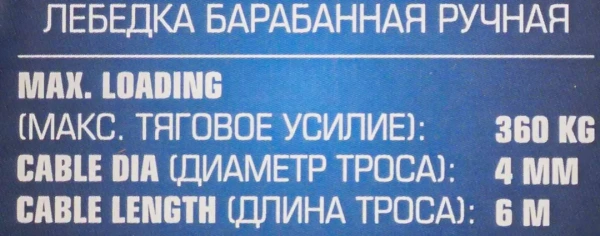 ЛЕБЕДКА БАРАБАННАЯ РУЧНАЯ
MAX. LOADING
(МАКС. ТЯГОВОЕ УСИЛИЕ): 360 KG
CABLE DIA (ДИАМЕТР ТРОСА): 4 MM
CABLE LENGTH (ДЛИНА ТРОСА): 6 M